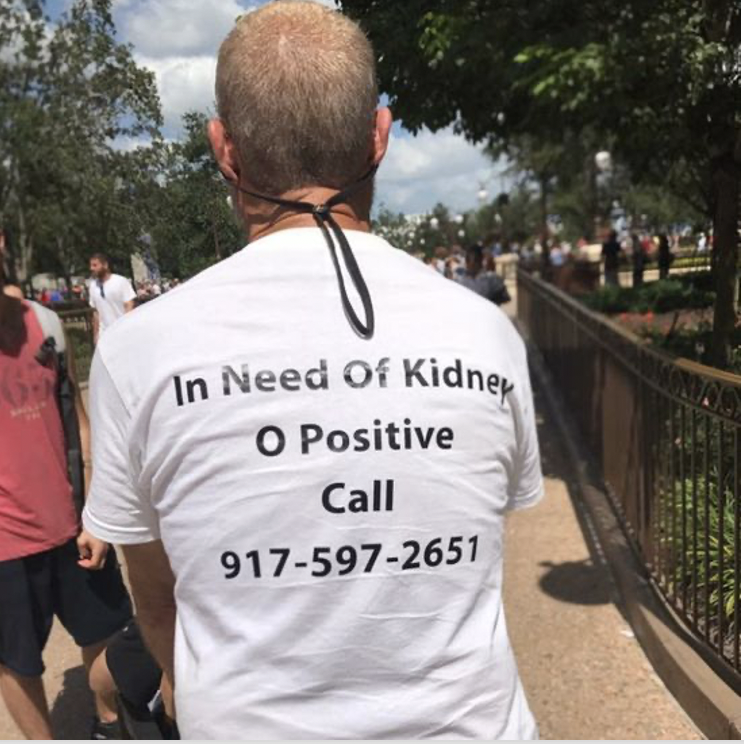 In Need Of Kidney
O Positive
Call
917-597-2651